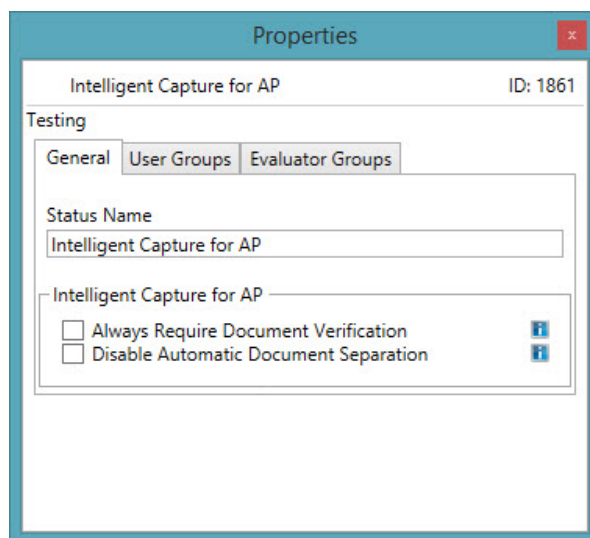 Properties
x
Intelligent Capture for AP ID: 1861
Testing
General User Groups Evaluator Groups
Status Name
Intelligent Capture for AP
Intelligent Capture for AP
Always Require Document Verification i
Disable Automatic Document Separation i